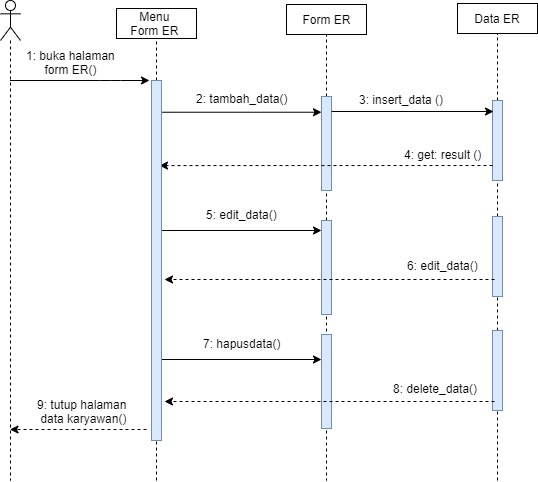 Menu
Form ER
Form ER
Data ER
1: buka halaman
form ER()
2: tambah_data()
3: insert_data ()
4: get: result ()
5: edit_data()
6: edit_data()
7: hapusdata()
8: delete_data()
9: tutup halaman
data karyawan()